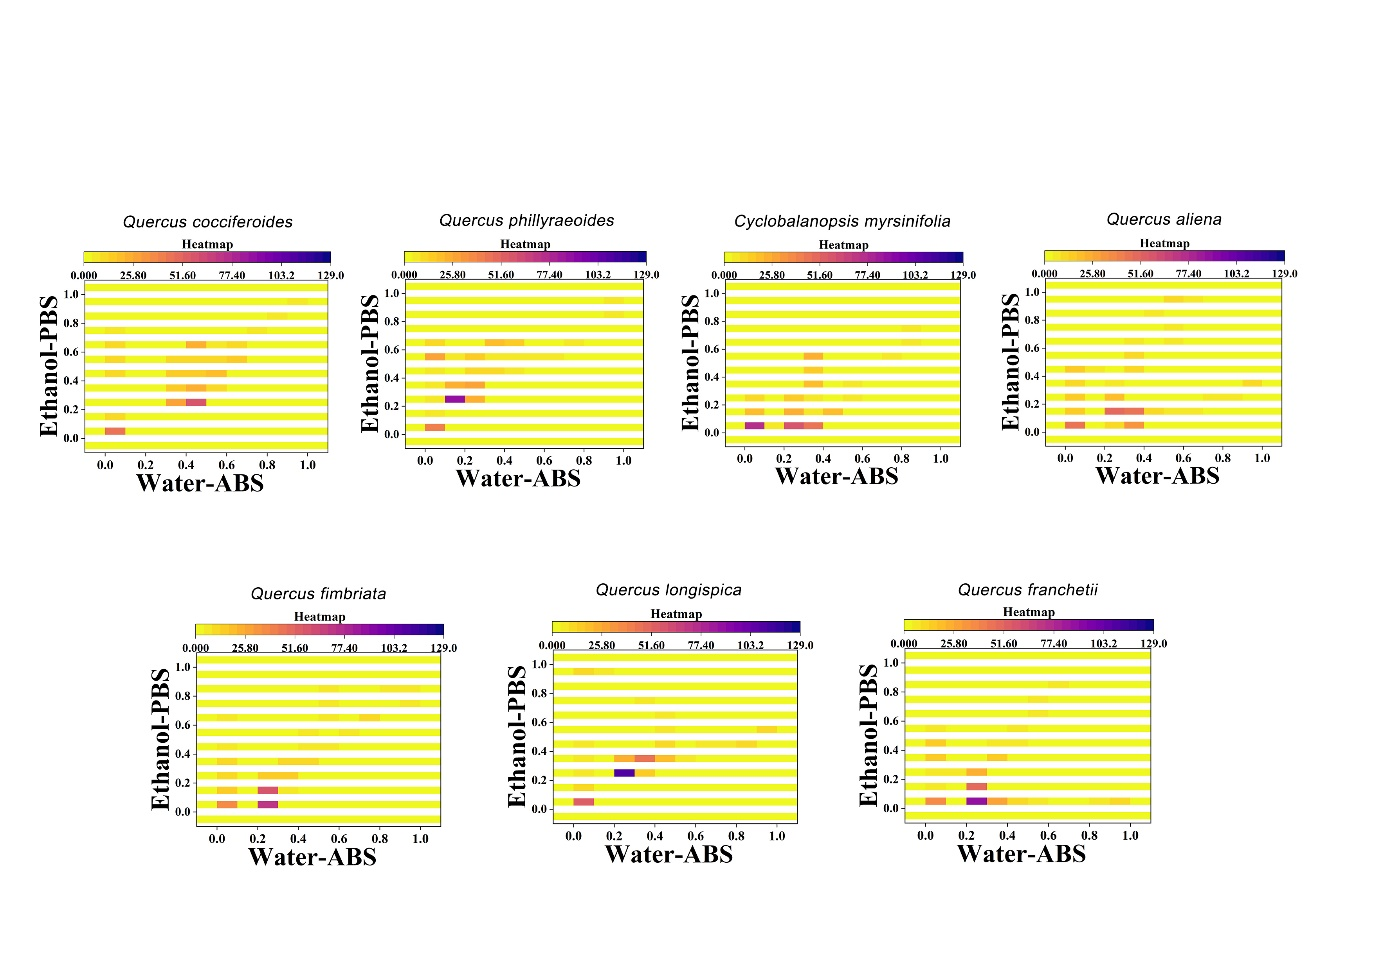 Quercus cocciferoides
Heatmap
0.000 25.80 51.60 77.40 103.2 129.0
1.0
0.8
0.6
0.4
0.2
0.0
Ethanol-PBS
0.0 0.2 0.4 0.6 0.8 1.0
Water-ABS
Quercus phillyraeoides
Heatmap
0.000 25.80 51.60 77.40 103.2 129.0
1.0
0.8
0.6
0.4
0.2
0.0
Ethanol-PBS
0.0 0.2 0.4 0.6 0.8 1.0
Water-ABS
Cyclobalanopsis myrsinifolia
Heatmap
0.000 25.80 51.60 77.40 103.2 129.0
1.0
0.8
0.6
0.4
0.2
0.0
Ethanol-PBS
0.0 0.2 0.4 0.6 0.8 1.0
Water-ABS
Quercus aliena
Heatmap
0.000 25.80 51.60 77.40 103.2 129.0
1.0
0.8
0.6
0.4
0.2
0.0
Ethanol-PBS
0.0 0.2 0.4 0.6 0.8 1.0
Water-ABS
Quercus fimbriata
Heatmap
0.000 25.80 51.60 77.40 103.2 129.0
1.0
0.8
0.6
0.4
0.2
0.0
Ethanol-PBS
0.0 0.2 0.4 0.6 0.8 1.0
Water-ABS
Quercus longispica
Heatmap
0.000 25.80 51.60 77.40 103.2 129.0
1.0
0.8
0.6
0.4
0.2
0.0
Ethanol-PBS
0.0 0.2 0.4 0.6 0.8 1.0
Water-ABS
Quercus franchetii
Heatmap
0.000 25.80 51.60 77.40 103.2 129.0
1.0
0.8
0.6
0.4
0.2
0.0
Ethanol-PBS
0.0 0.2 0.4 0.6 0.8 1.0
Water-ABS